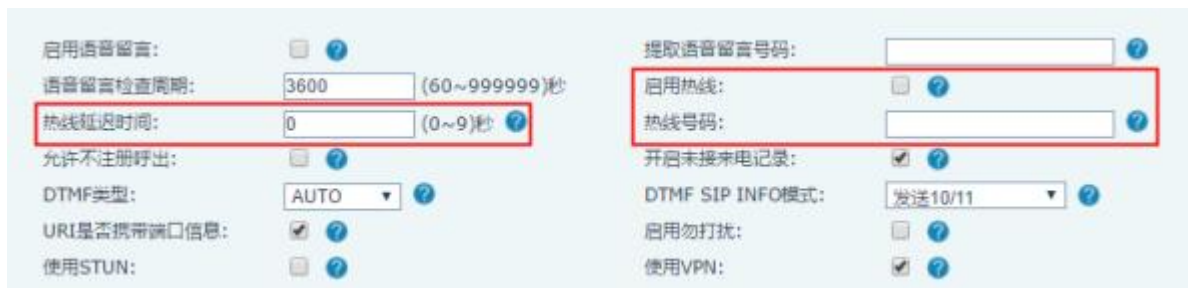 启用语音留言: 提取语音留言号码:
语音留言检查周期: 3600 (60~999999)秒 启用热线:
热线延迟时间: 0 (0~9)秒 热线号码:
允许不注册呼出: 开启未接来电记录:
DTMF类型: AUTO DTMF SIP INFO模式: 发送10/11
URI是否携带端口信息: 启用勿打扰:
使用STUN: 使用VPN: